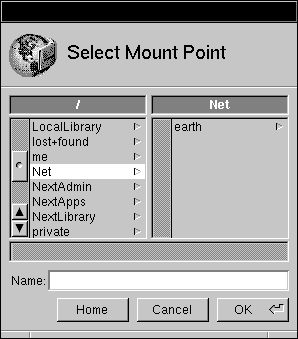 Select Mount Point
/
Net
LocalLibrary
earth
lost+found
me
Net
NextAdmin
NextApps
NextLibrary
private
Name:
Home
Cancel
OK